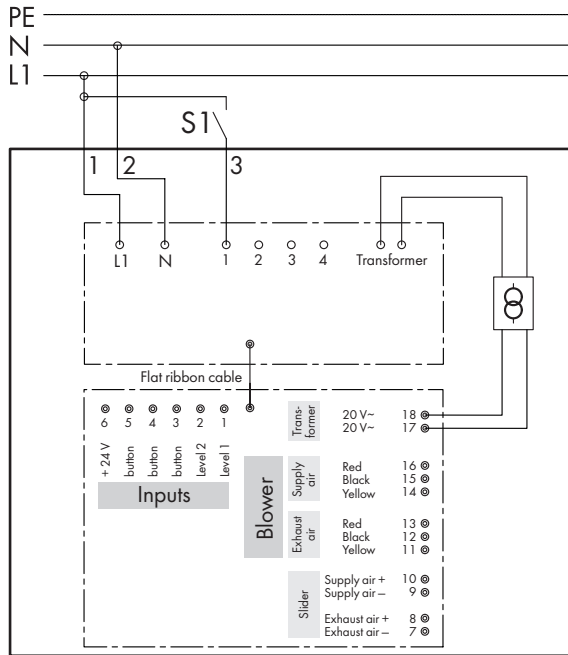 PE
N
L1
S1
1 2 3
L1 N 1 2 3 4 Transformer
Flat ribbon cable
6 5 4 3 2 1
+ 24 V
button
button
button
Level 2
Level 1
Inputs
Blower
Trans-
former
20 V~ 18
20 V~ 17
Supply
air
Red 16
Black 15
Yellow 14
Exhaust
air
Red 13
Black 12
Yellow 11
Slider
Supply air + 10
Supply air – 9
Exhaust air + 8
Exhaust air – 7